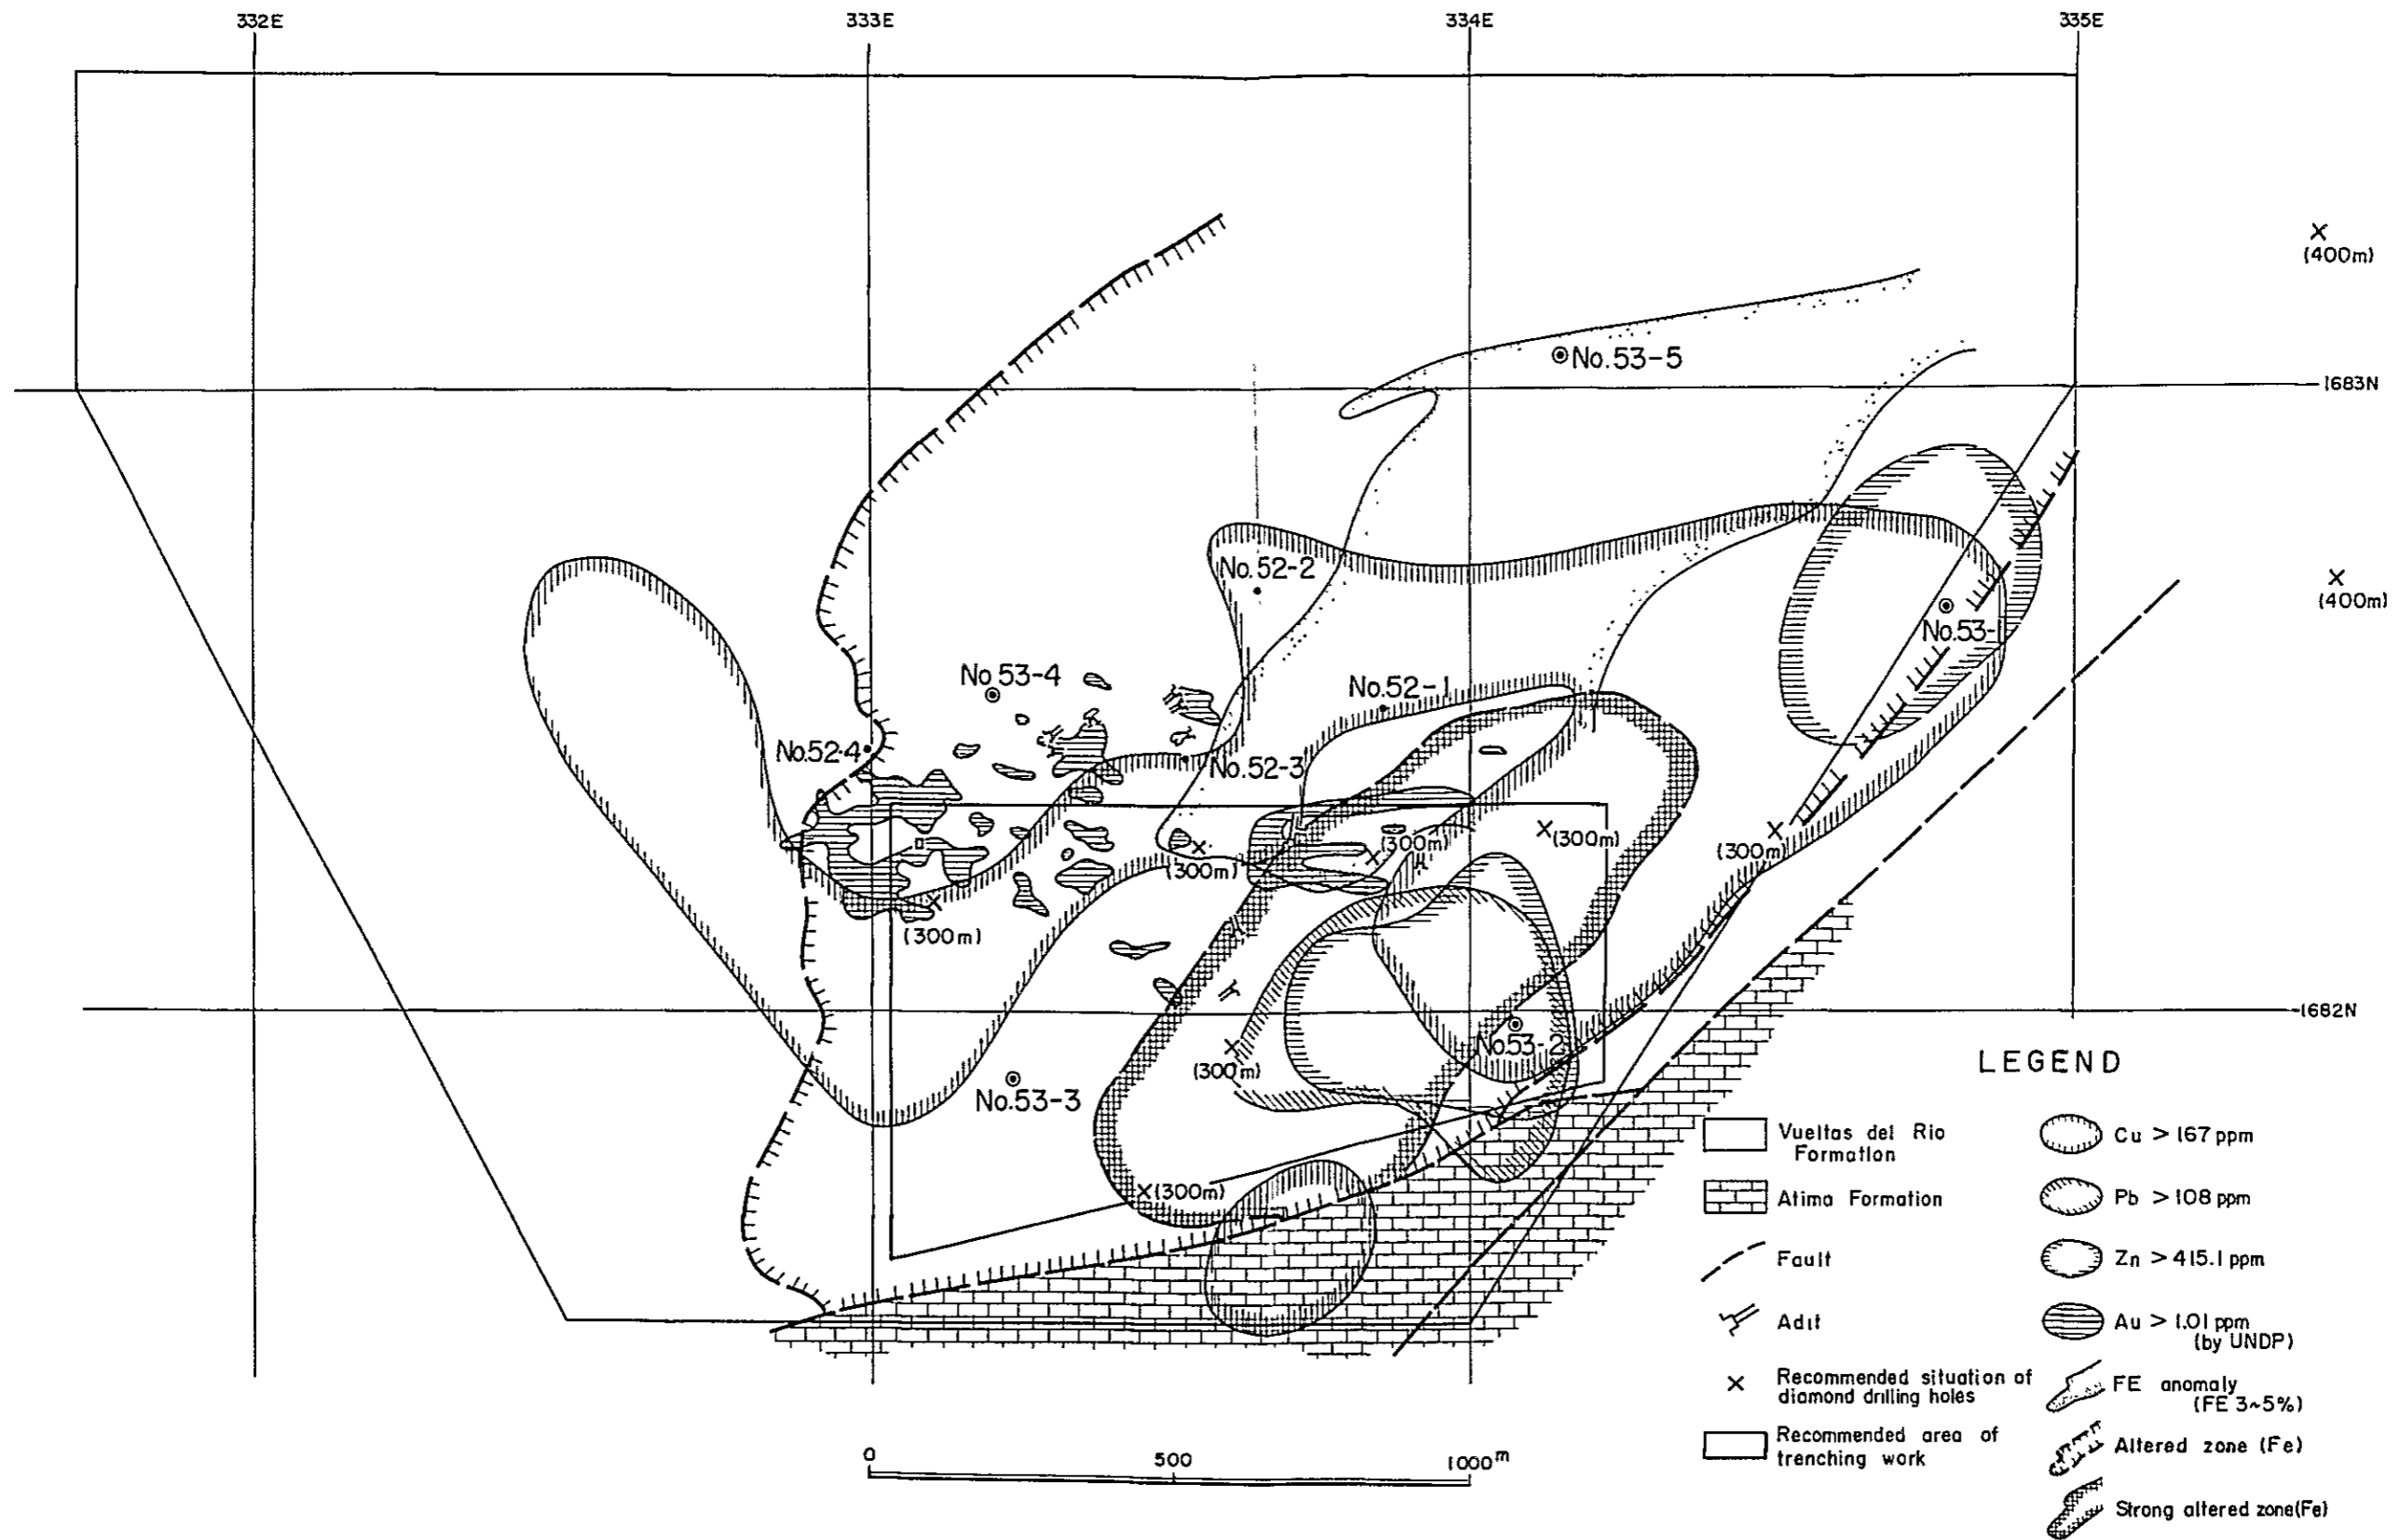 332E 333E 334E 335E
(400m)
No.53-5
1683N
No.52-2
(400m)
No.53-1
No.53-4
No.52-1
No.52-4
No.52-3
(300m)
(300m)
(300m)
(300m)
(300m)
1682N
No.53-2
(300m)
No.53-3
(300m)
LEGEND
Vueltas del Rio
Formation
Atima Formation
Fault
Adit
Recommended situation of
diamond drilling holes
Recommended area of
trenching work
Cu > 167 ppm
Pb > 108 ppm
Zn > 415.1 ppm
Au > 1.01 ppm
(by UNDP)
FE anomaly
(FE 3~5%)
Altered zone (Fe)
Strong altered zone(Fe)
0 500 1000m